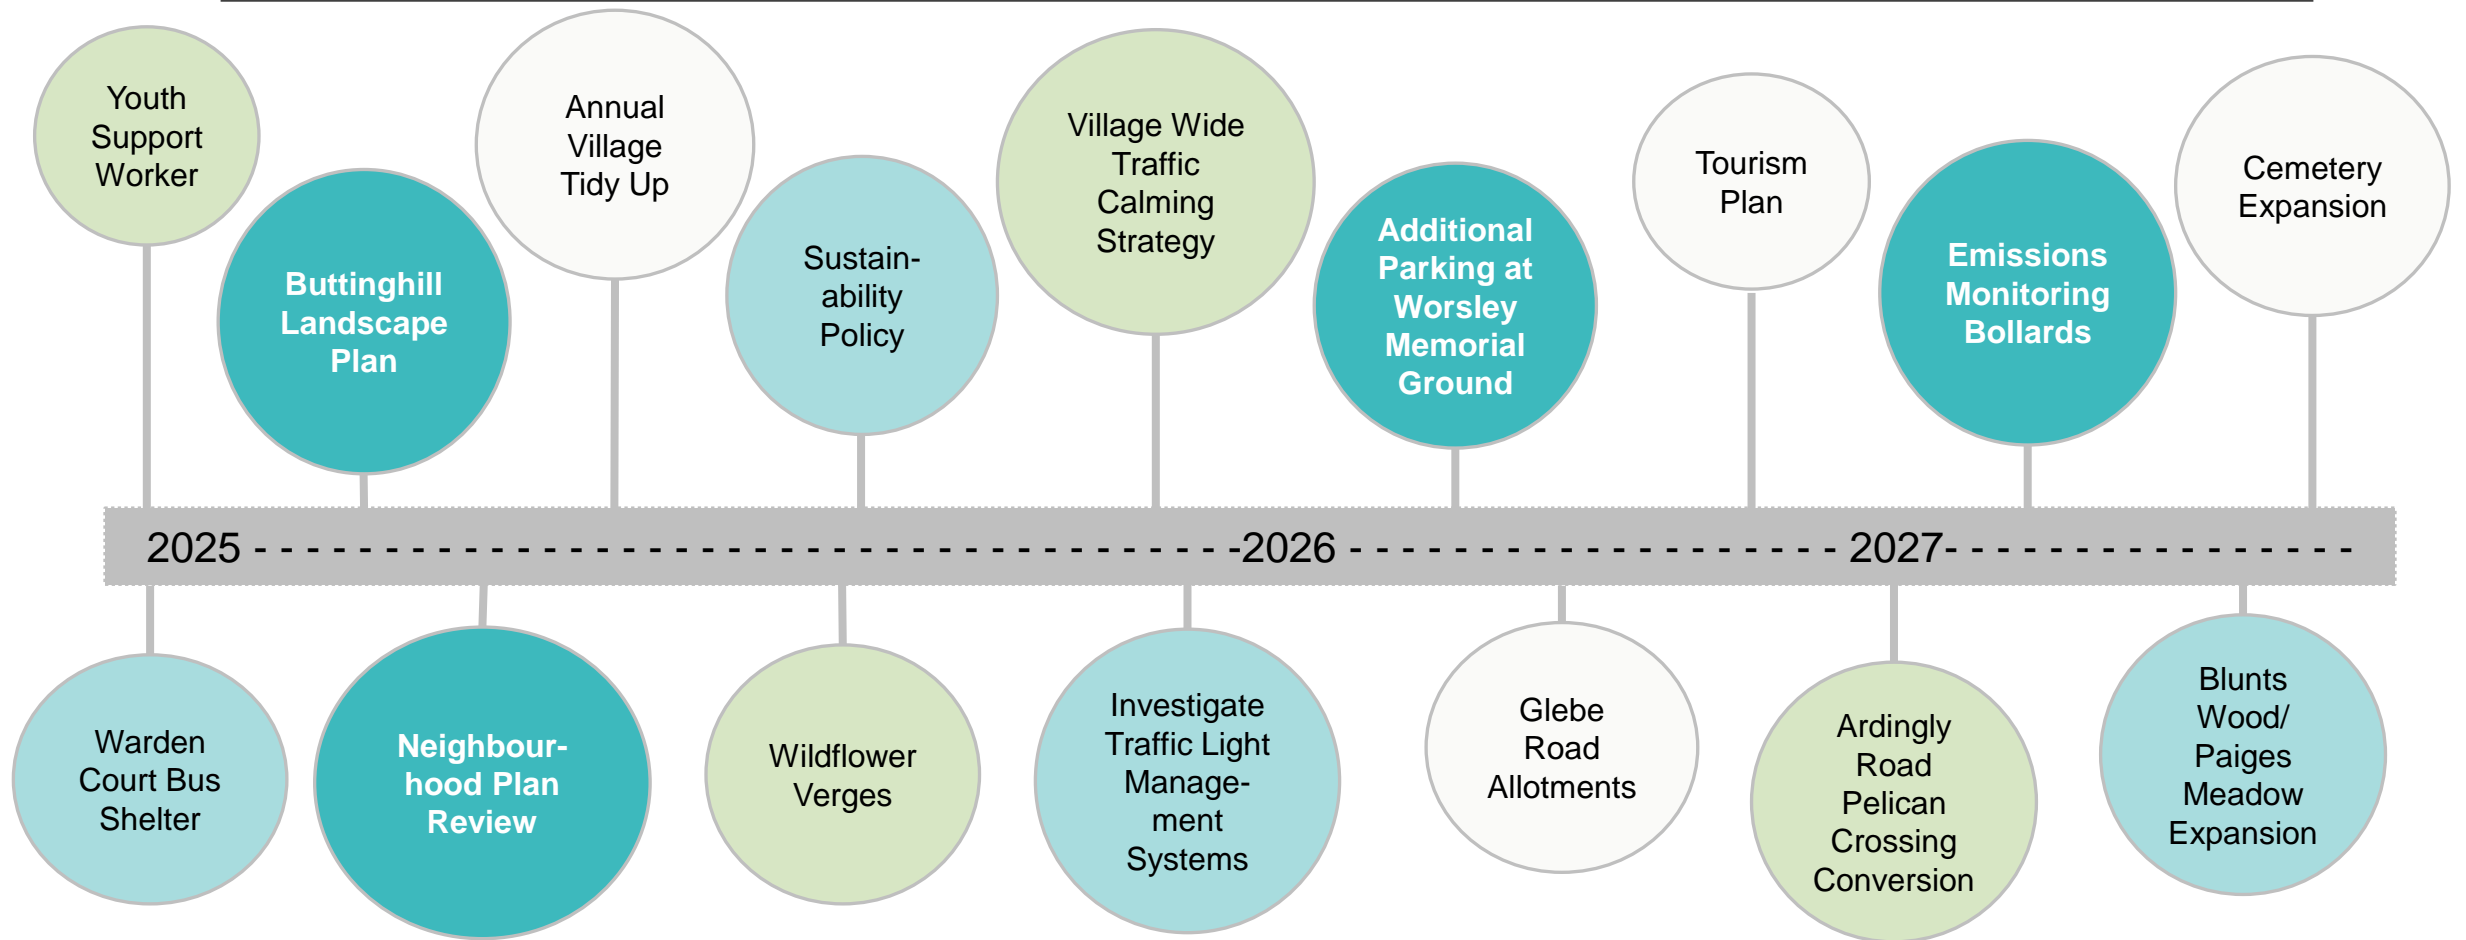 Youth
Support
Worker
Buttinghill
Landscape
Plan
Annual
Village
Tidy Up
Sustain-
ability
Policy
Village Wide
Traffic
Calming
Strategy
Additional
Parking at
Worsley
Memorial
Ground
Tourism
Plan
Emissions
Monitoring
Bollards
Cemetery
Expansion
2025 - - - - - - - - - - - - - - - - - - - - - - - - - - - - - - - - - - - - - -2026 - - - - - - - - - - - - - - - - - - - 2027- - - - - - - - - - - - - - - -
Warden
Court Bus
Shelter
Neighbour-
hood Plan
Review
Wildflower
Verges
Investigate
Traffic Light
Manage-
ment
Systems
Glebe
Road
Allotments
Ardingly
Road
Pelican
Crossing
Conversion
Blunts
Wood/
Paiges
Meadow
Expansion